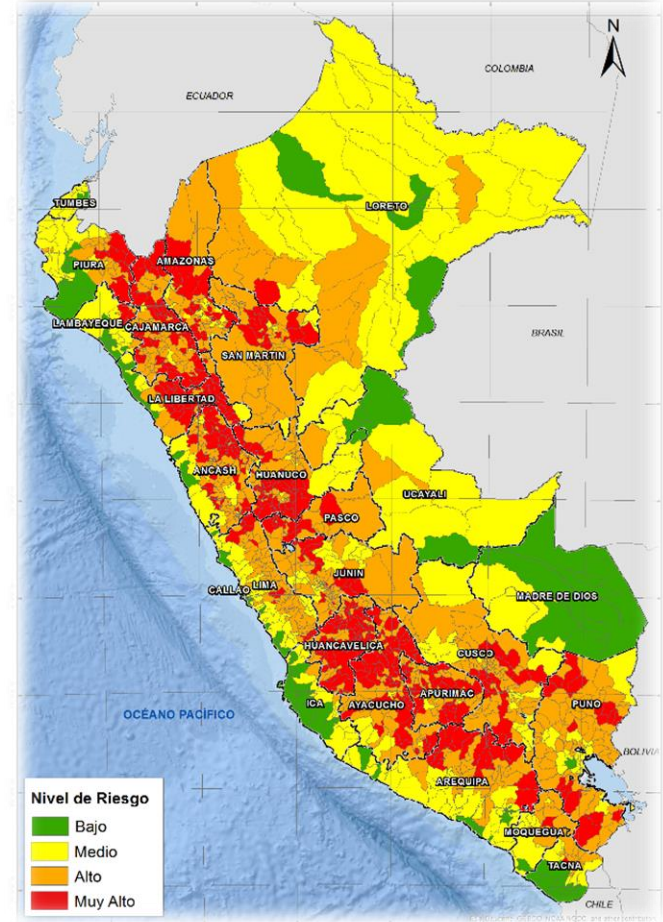 N
COLOMBIA
ECUADOR
TUMBES
LORETO
PIURA
AMAZONAS
LAMBAYEQUE
CAJAMARCA
BRASIL
SAN MARTIN
LA LIBERTAD
ANCASH
HUANUCO
UCAYALI
PASCO
JUNIN
CALLAO
LIMA
MADRE DE DIOS
HUANCAVELICA
CUSCO
APURIMAC
ICA
AYACUCHO
PUNO
OCÉANO PACÍFICO
BOLIVIA
AREQUIPA
MOQUEGUA
TACNA
CHILE
Nivel de Riesgo
Bajo
Medio
Alto
Muy Alto